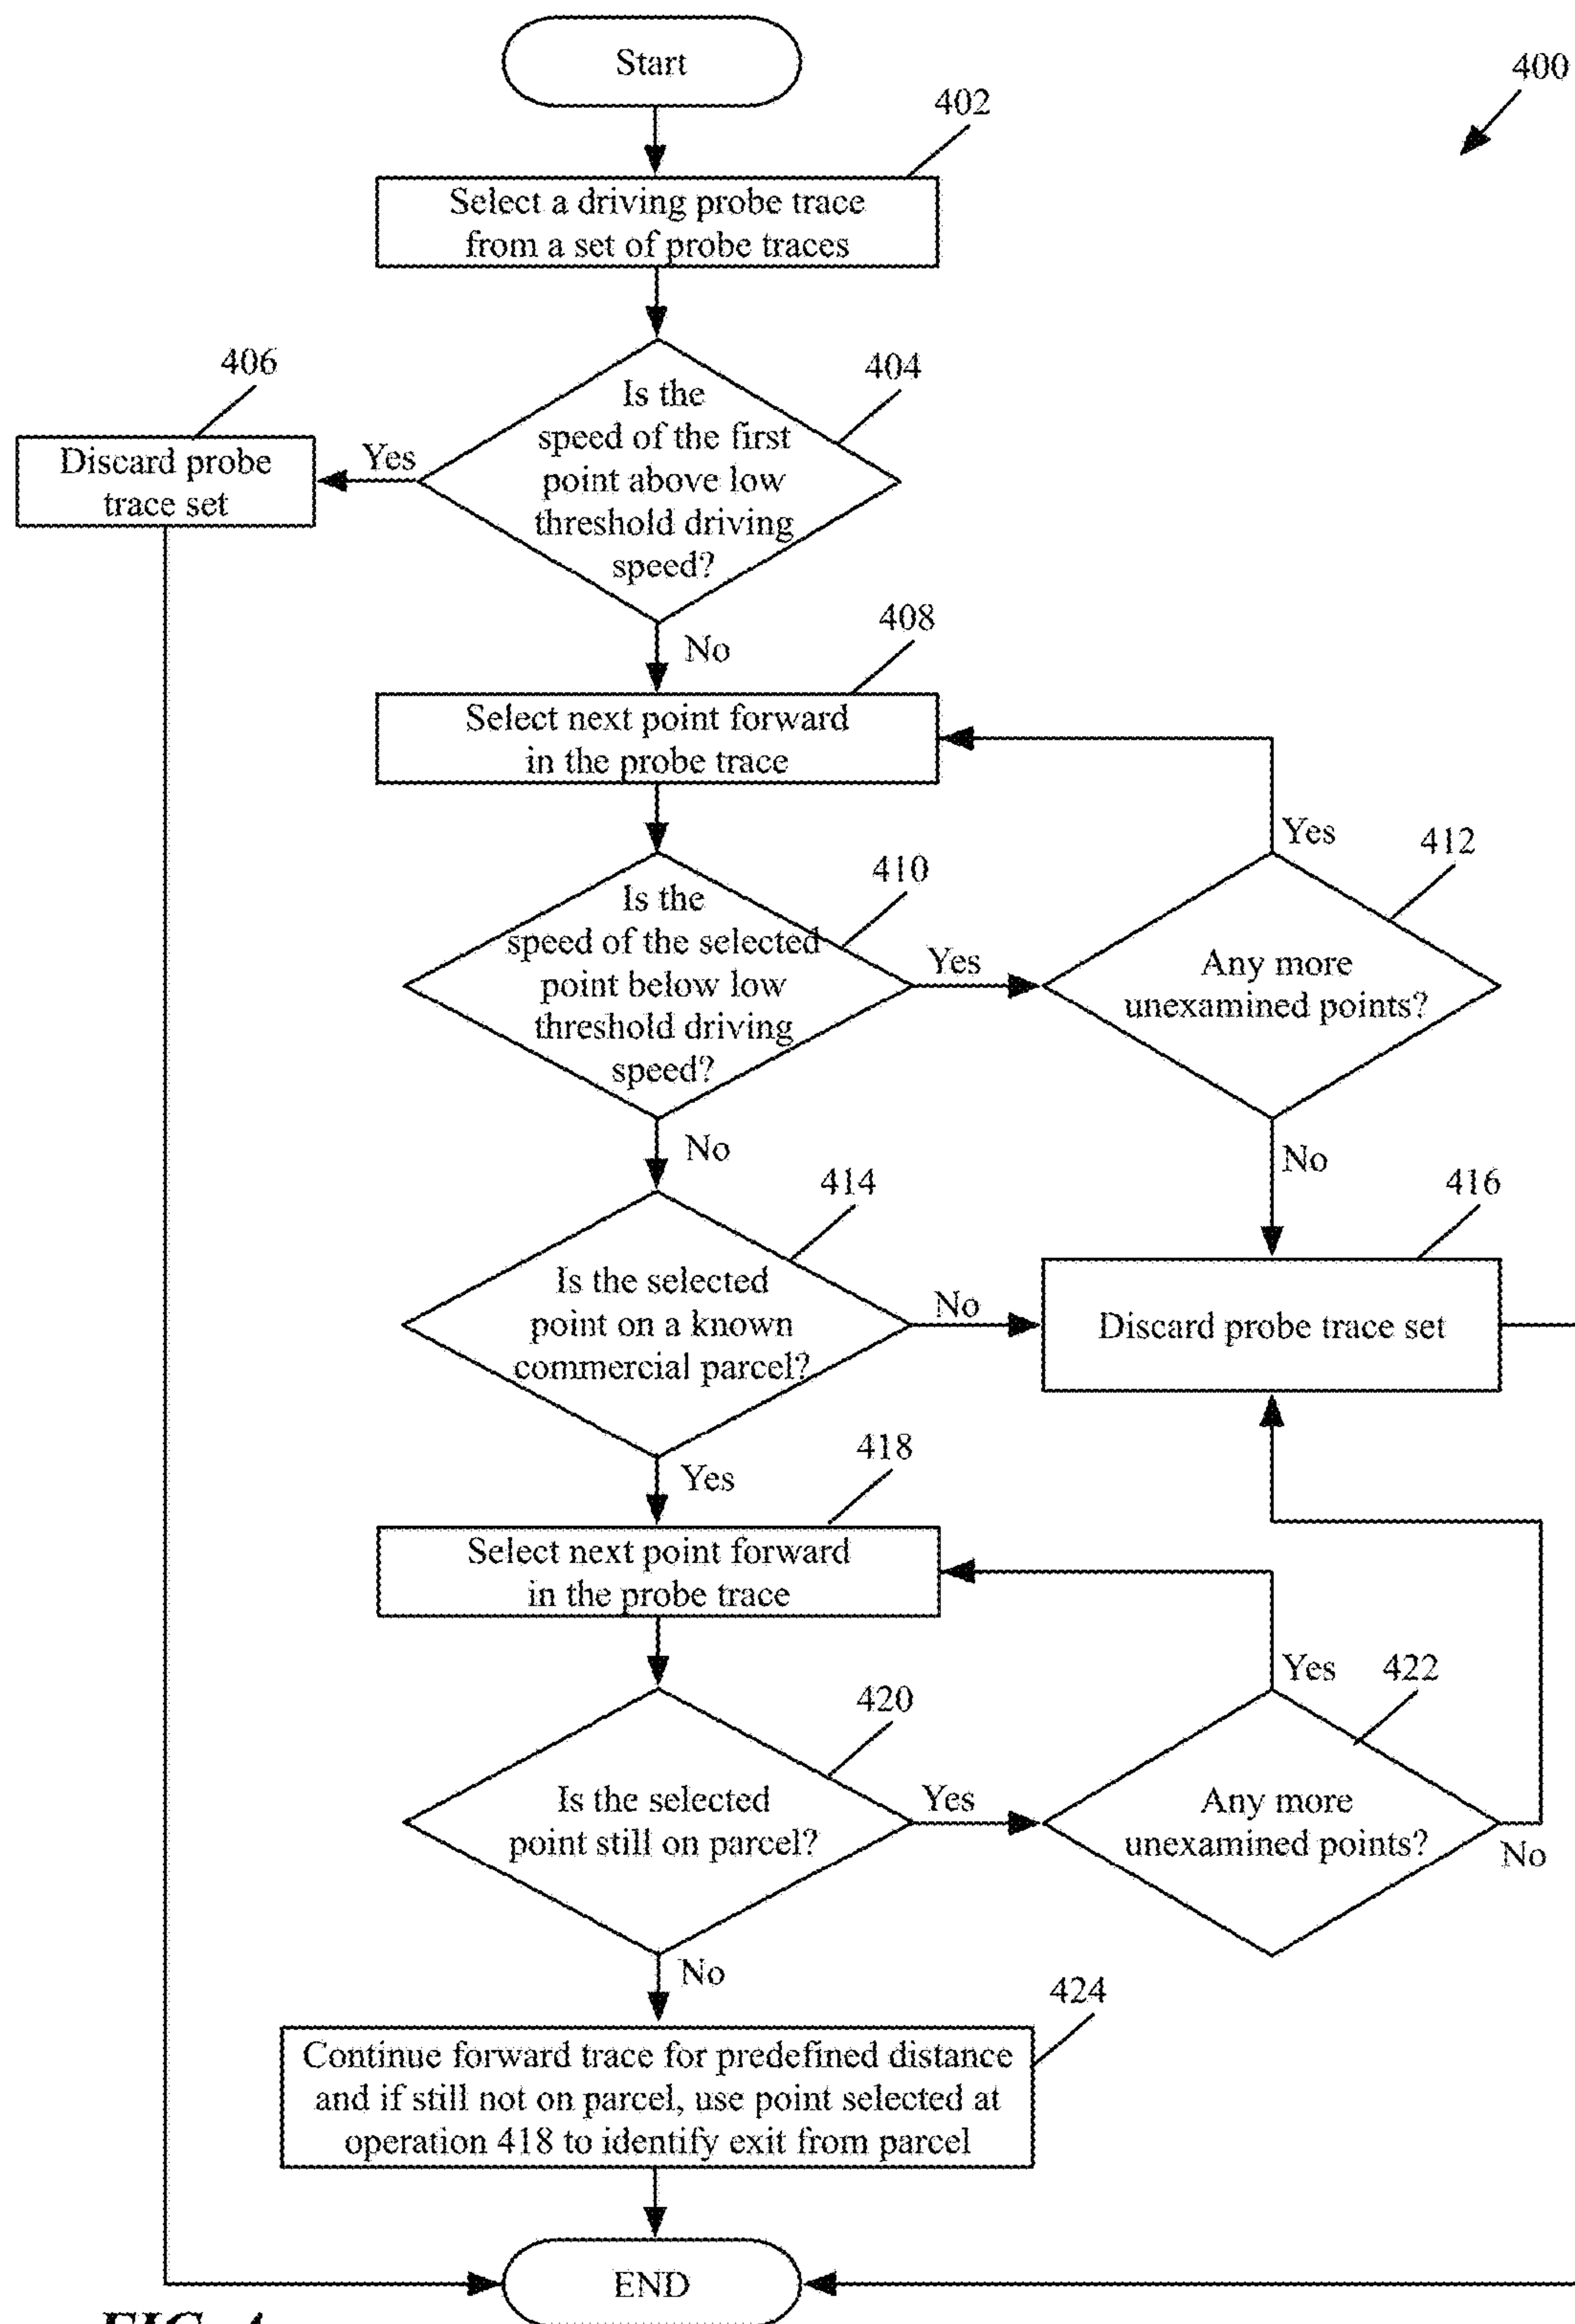 Start
400
402
Select a driving probe trace
from a set of probe traces
406
404
Is the
speed of the first
point above low
threshold driving
speed?
Yes
Discard probe
trace set
No
408
Select next point forward
in the probe trace
Yes
412
410
Is the
speed of the selected
point below low
threshold driving
speed?
Yes
Any more
unexamined points?
No
No
414
416
Is the selected
point on a known
commercial parcel?
No
Discard probe trace set
Yes
418
Select next point forward
in the probe trace
Yes
422
420
Is the selected
point still on parcel?
Yes
Any more
unexamined points?
No
No
424
Continue forward trace for predefined distance
and if still not on parcel, use point selected at
operation 418 to identify exit from parcel
END